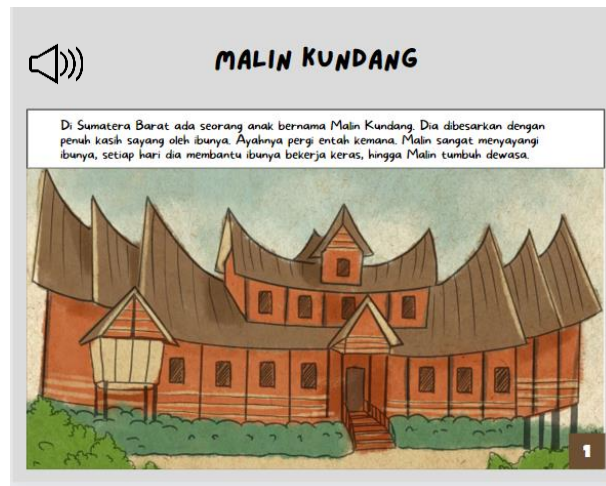 MALIN KUNDANG
Di Sumatera Barat ada seorang anak bernama Malin Kundang. Dia dibesarkan dengan
penuh kasih sayang oleh ibunya. Ayahnya pergi entah kemana. Malin sangat menyayangi
ibunya, setiap hari dia membantu ibunya bekerja keras, hingga Malin tumbuh dewasa.
1